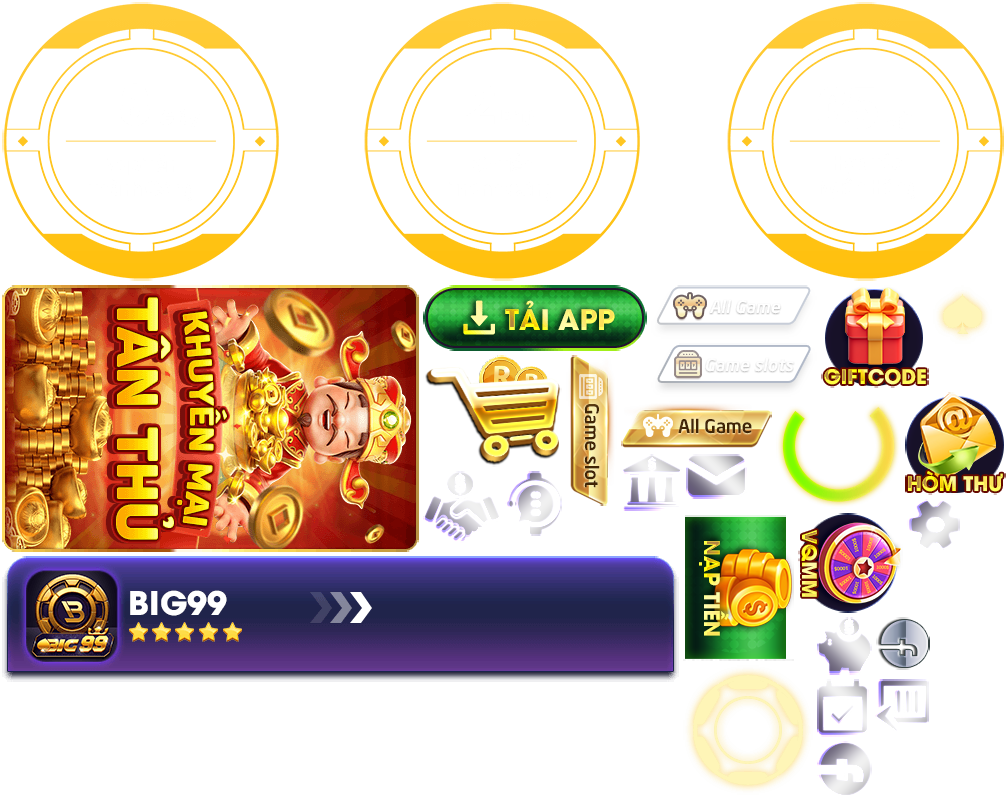 KHUYẾN MẠI
TÂN THỦ
TẢI APP
All Game
Game slots
GIFTCODE
Game slot
All Game
HÒM THƯ
NẠP TIỀN
VQMM
BIG99
BIG99